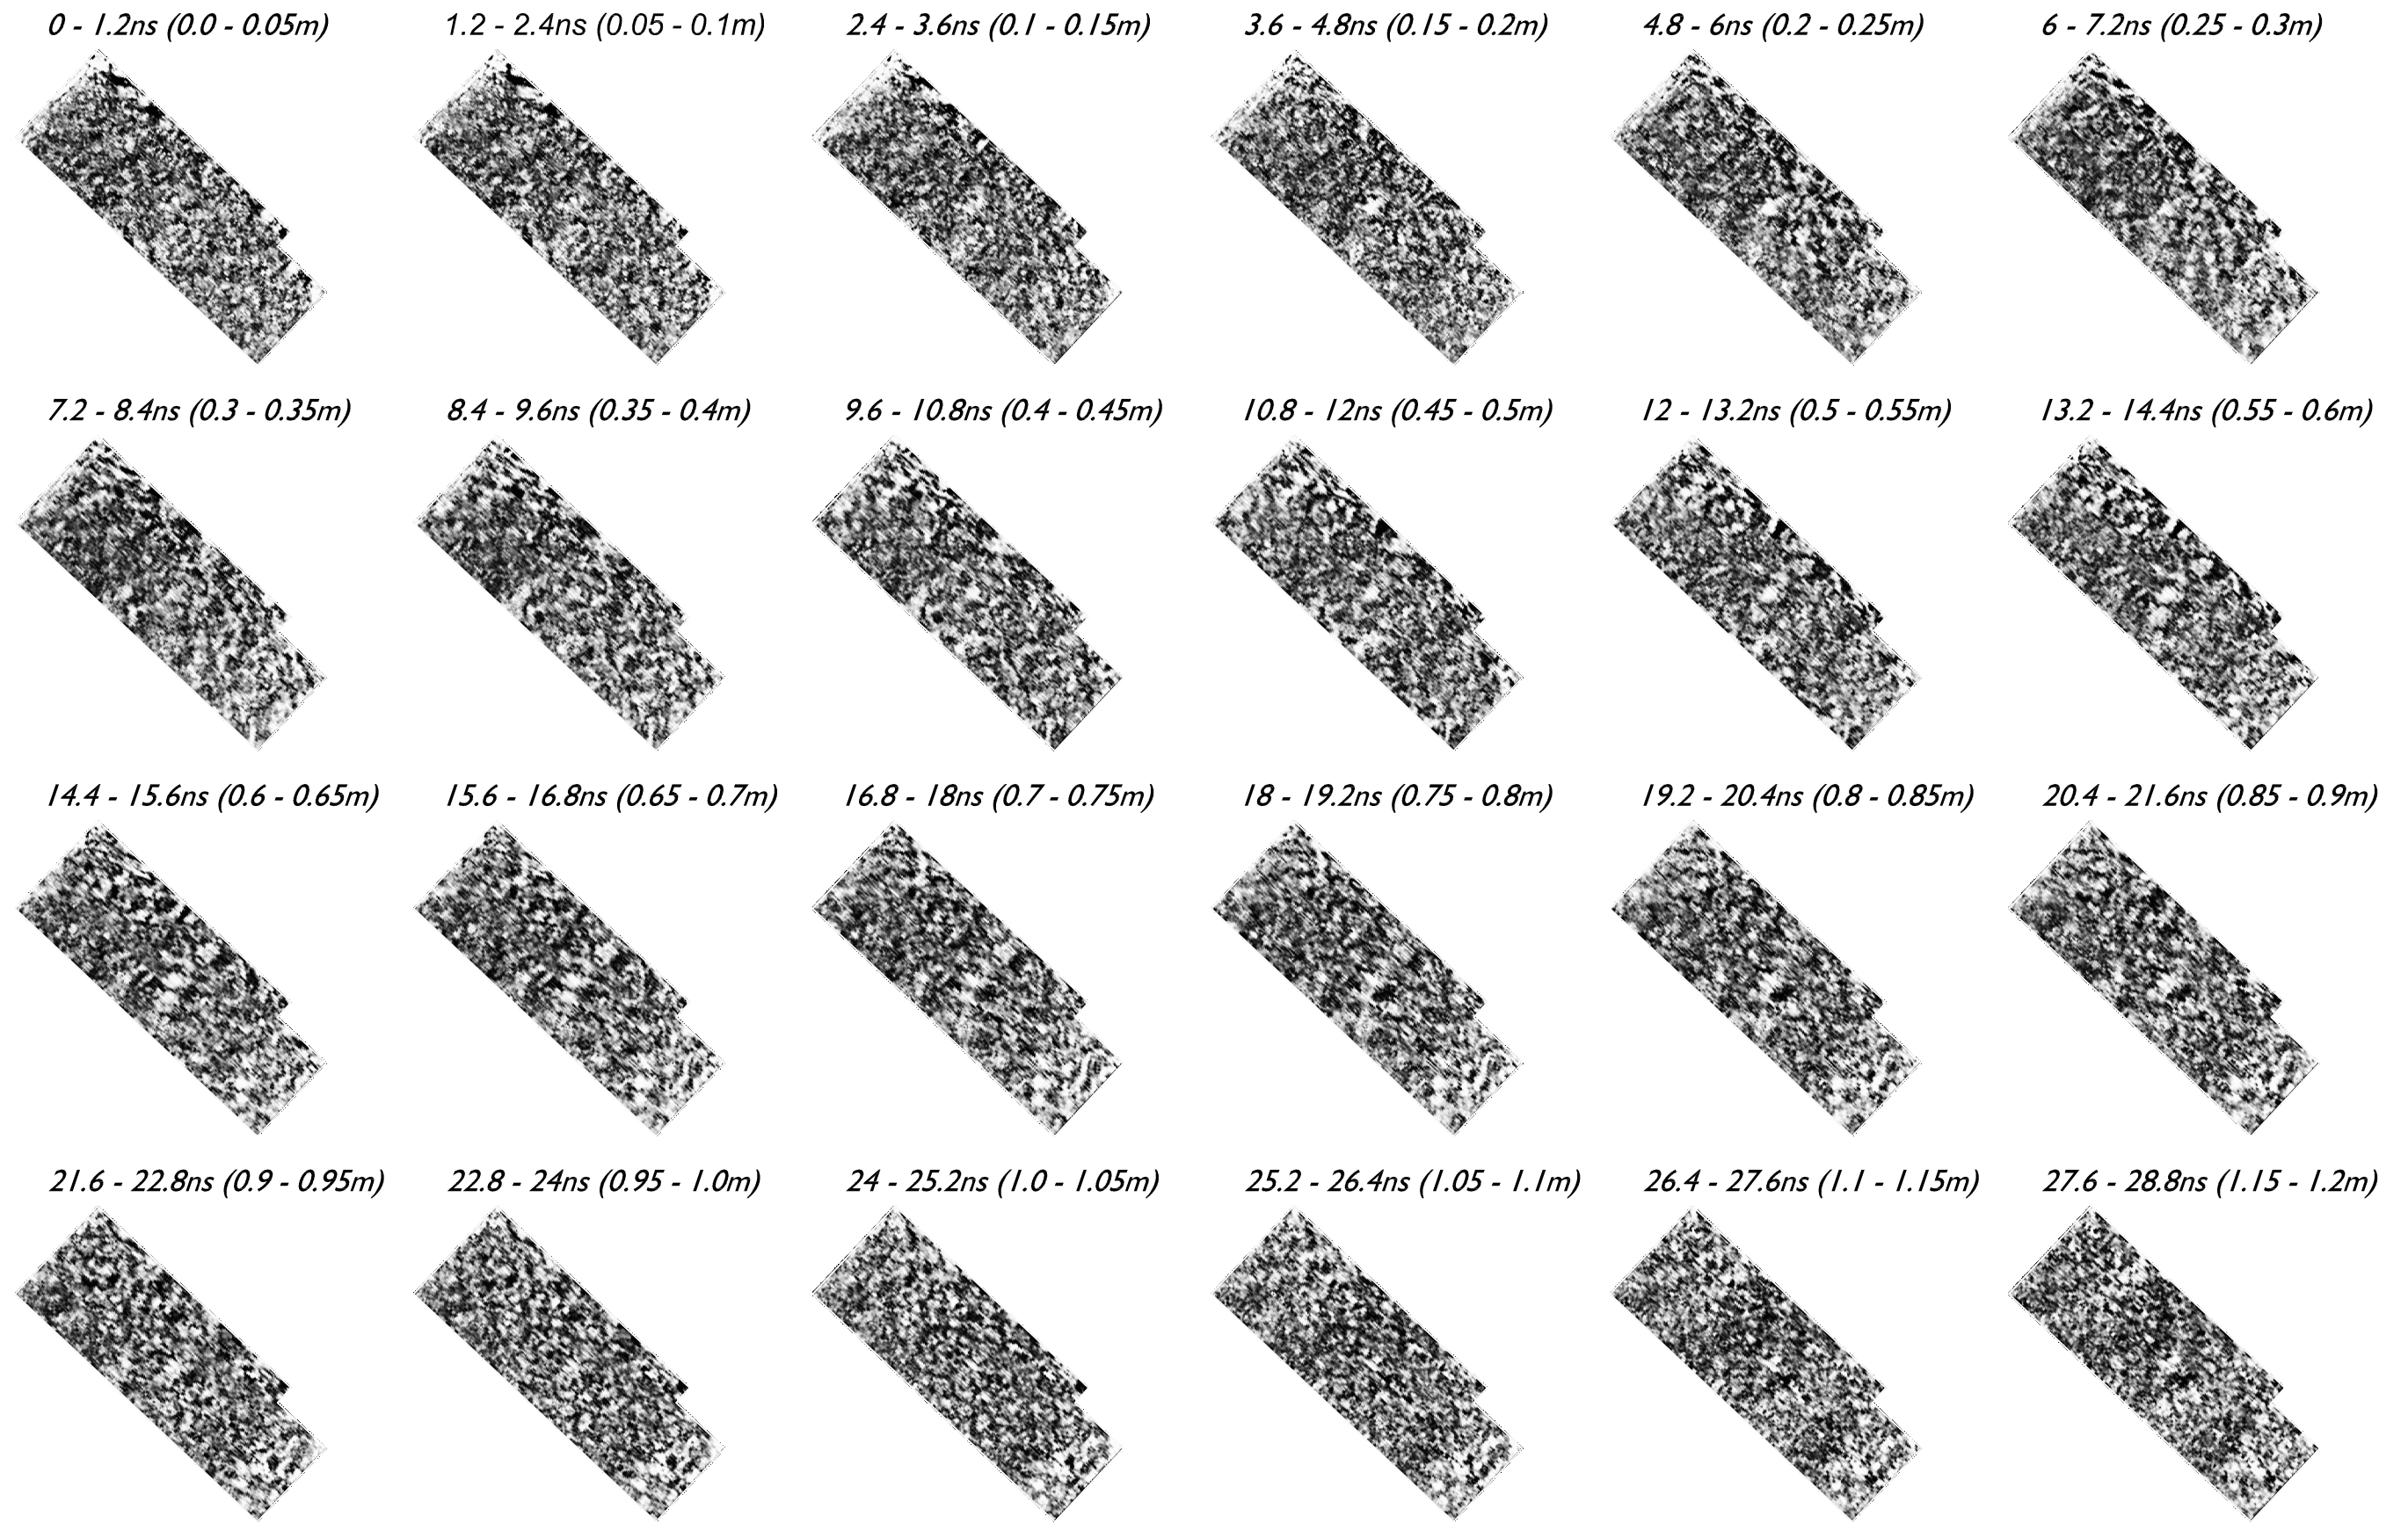 0 - 1.2ns (0.0 - 0.05m)
1.2 - 2.4ns (0.05 - 0.1m)
2.4 - 3.6ns (0.1 - 0.15m)
3.6 - 4.8ns (0.15 - 0.2m)
4.8 - 6ns (0.2 - 0.25m)
6 - 7.2ns (0.25 - 0.3m)
7.2 - 8.4ns (0.3 - 0.35m)
8.4 - 9.6ns (0.35 - 0.4m)
9.6 - 10.8ns (0.4 - 0.45m)
10.8 - 12ns (0.45 - 0.5m)
12 - 13.2ns (0.5 - 0.55m)
13.2 - 14.4ns (0.55 - 0.6m)
14.4 - 15.6ns (0.6 - 0.65m)
15.6 - 16.8ns (0.65 - 0.7m)
16.8 - 18ns (0.7 - 0.75m)
18 - 19.2ns (0.75 - 0.8m)
19.2 - 20.4ns (0.8 - 0.85m)
20.4 - 21.6ns (0.85 - 0.9m)
21.6 - 22.8ns (0.9 - 0.95m)
22.8 - 24ns (0.95 - 1.0m)
24 - 25.2ns (1.0 - 1.05m)
25.2 - 26.4ns (1.05 - 1.1m)
26.4 - 27.6ns (1.1 - 1.15m)
27.6 - 28.8ns (1.15 - 1.2m)